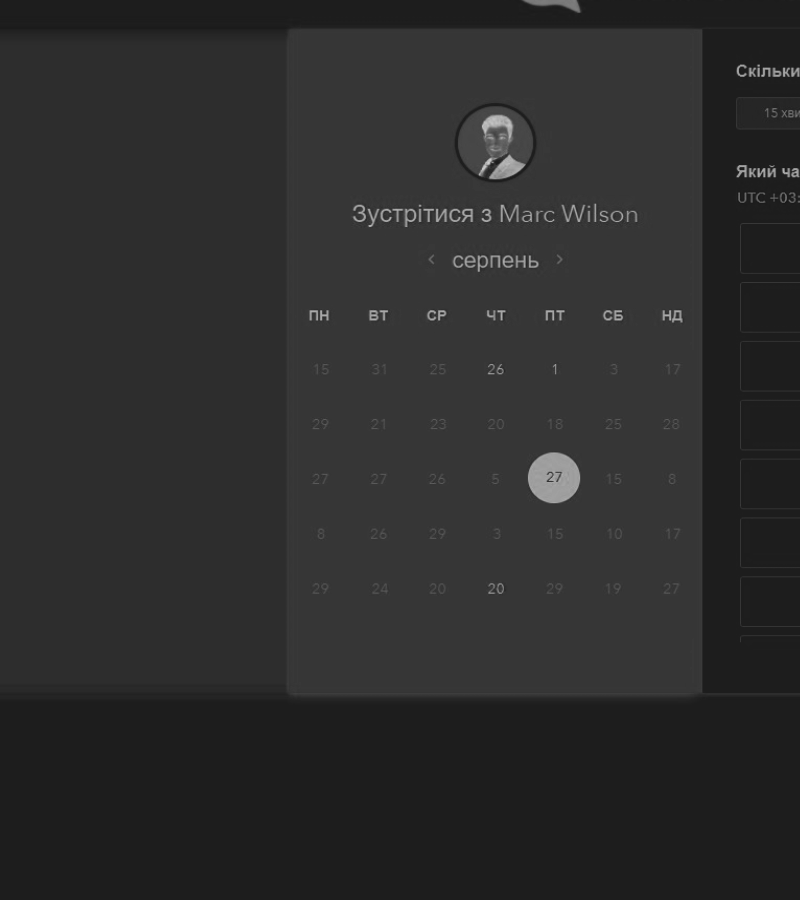 Зустрітися з Marc Wilson
‹ серпень ›
ПН ВТ СР ЧТ ПТ СБ НД
15 31 25 26 1 3 17
29 21 23 20 18 25 28
27 27 26 5 27 15 8
8 26 29 3 15 10 17
29 24 20 20 29 19 27
Скільки
15 хви
Який ча
UTC +03: